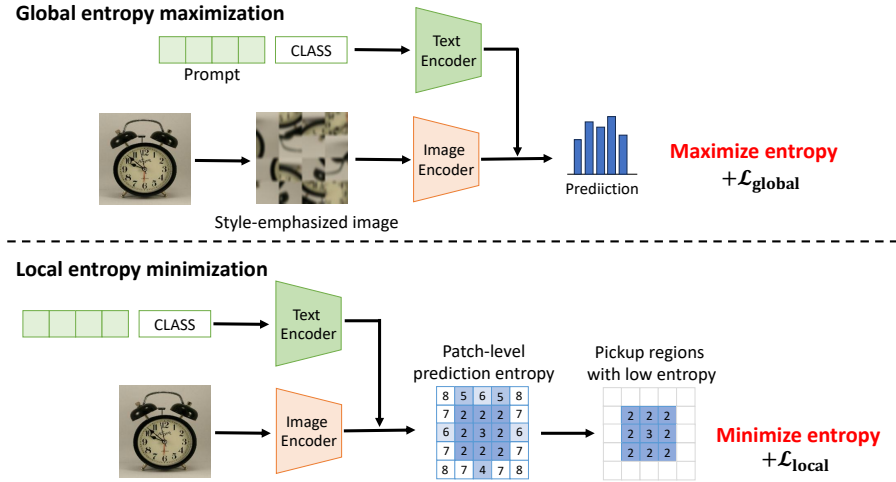 Global entropy maximization
CLASS
Prompt
Text
Encoder
Image
Encoder
Style-emphasized image
Prediiction
Maximize entropy
+ℒglobal
Local entropy minimization
CLASS
Text
Encoder
Image
Encoder
Patch-level
prediction entropy
8 5 6 5 8
7 2 2 2 7
6 2 3 2 6
7 2 2 2 7
8 7 4 7 8
Pickup regions
with low entropy
2 2 2
2 3 2
2 2 2
Minimize entropy
+ℒlocal